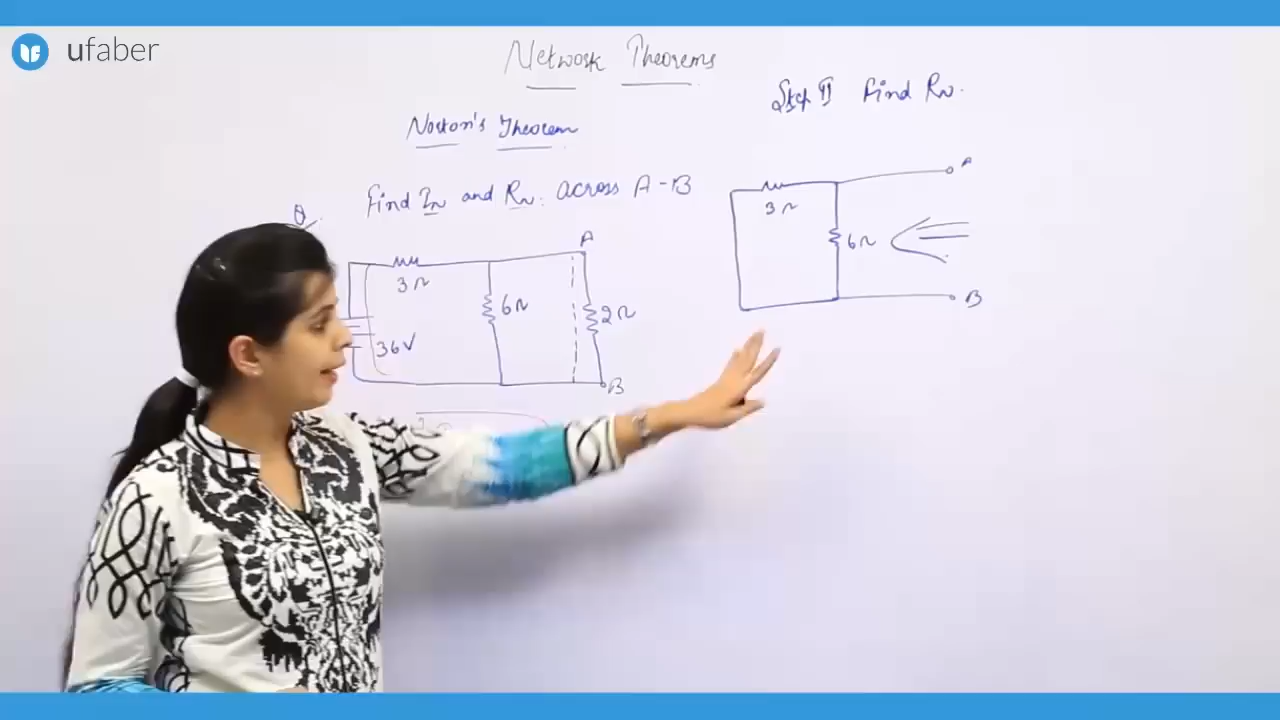 ufaber
Network Theorems
Step II Find RN.
Norton's Theorem
Q. Find IN and RN. across A-B
A
3Ω
6Ω
2Ω
36V
B
A
3Ω
6Ω
B